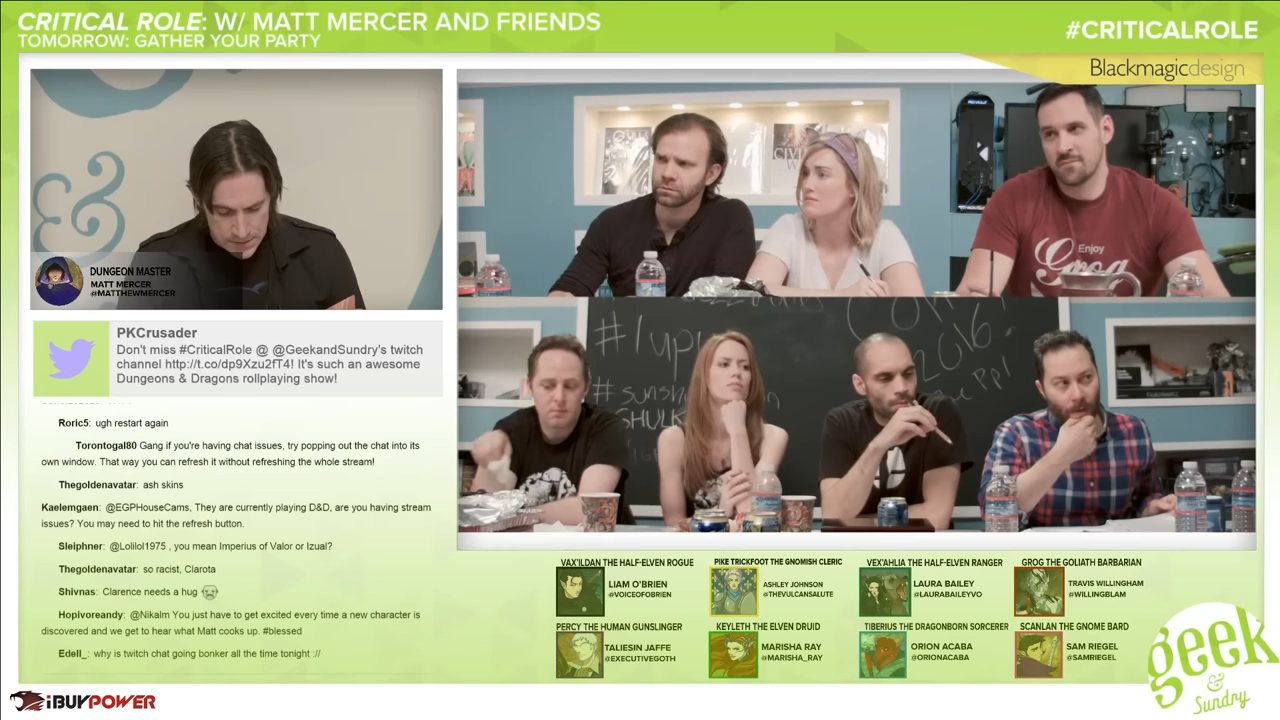 CRITICAL ROLE: W/ MATT MERCER AND FRIENDS
TOMORROW: GATHER YOUR PARTY
#CRITICALROLE
Blackmagicdesign
DUNGEON MASTER
MATT MERCER
@MATTHEWMERCER
PKCrusader
Don't miss #CriticalRole @ @GeekandSundry's twitch
channel http://t.co/dp9Xzu2fT4! It's such an awesome
Dungeons & Dragons rollplaying show!
Roric5: ugh restart again
Torontogal80 Gang if you're having chat issues, try popping out the chat into its
own window. That way you can refresh it without refreshing the whole stream!
Thegoldenavatar: ash skins
Kaelemgaen: @EGPHouseCams, They are currently playing D&D, are you having stream
issues? You may need to hit the refresh button.
Sleiphner: @Lolilol1975 , you mean Imperius of Valor or Izual?
Thegoldenavatar: so racist, Clarota
Shivnas: Clarence needs a hug
Hopivoreandy: @Nikalm You just have to get excited every time a new character is
discovered and we get to hear what Matt cooks up. #blessed
Edell_: why is twitch chat going bonker all the time tonight ://
&
CIVIL
Enjoy
Grog
#lupu
2016
# sunsh
SHULK
VAX'ILDAN THE HALF-ELVEN ROGUE
LIAM O'BRIEN
@VOICEOFOBRIEN
PIKE TRICKFOOT THE GNOMISH CLERIC
ASHLEY JOHNSON
@THEVULCANSALUTE
VEX'AHLIA THE HALF-ELVEN RANGER
LAURA BAILEY
@LAURABAILEYVO
GROG THE GOLIATH BARBARIAN
TRAVIS WILLINGHAM
@WILLINGBLAM
PERCY THE HUMAN GUNSLINGER
TALIESIN JAFFE
@EXECUTIVEGOTH
KEYLETH THE ELVEN DRUID
MARISHA RAY
@MARISHA_RAY
TIBERIUS THE DRAGONBORN SORCERER
ORION ACABA
@ORIONACABA
SCANLAN THE GNOME BARD
SAM RIEGEL
@SAMRIEGEL
geek
&
Sundry
iBUYPOWER